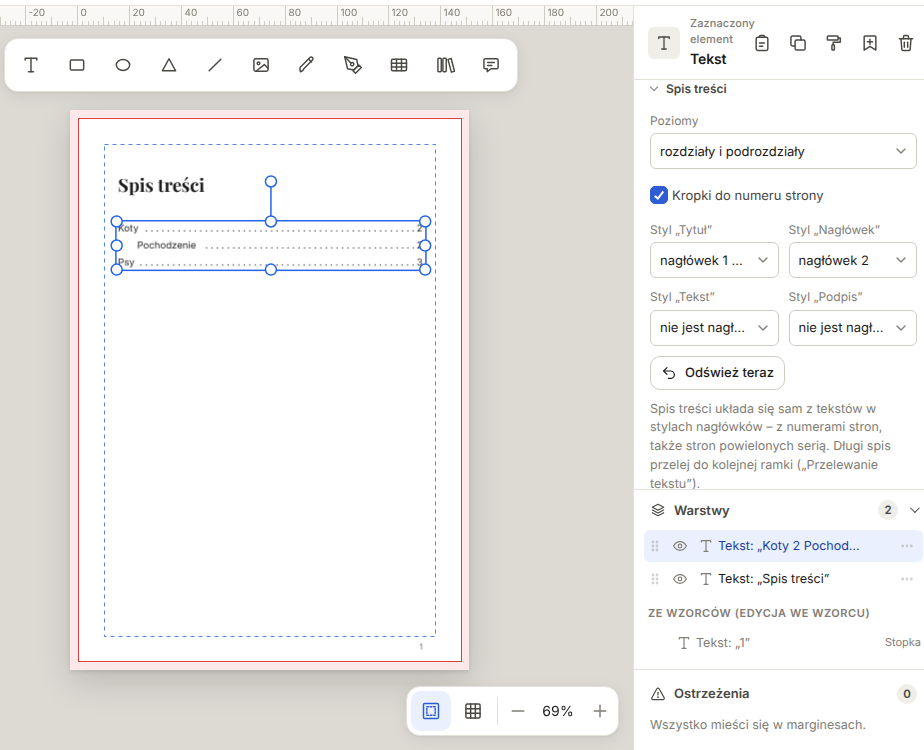 -20 0 20 40 60 80 100 120 140 160 180 200
Zaznaczony
element
Tekst
Spis treści
Poziomy
rozdziały i podrozdziały
Kropki do numeru strony
Styl „Tytuł” Styl „Nagłówek”
nagłówek 1 ... nagłówek 2
Styl „Tekst” Styl „Podpis”
nie jest nagł... nie jest nagł...
Odśwież teraz
Spis treści układa się sam z tekstów w
stylach nagłówków – z numerami stron,
także stron powielonych serią. Długi spis
przelej do kolejnej ramki („Przelewanie
tekstu”).
Warstwy 2
Tekst: „Koty 2 Pochod...
Tekst: „Spis treści”
ZE WZORCÓW (EDYCJA WE WZORCU)
Tekst: „1” Stopka
Ostrzeżenia 0
Wszystko mieści się w marginesach.
Spis treści
Koty 2
Pochodzenie 2
Psy 3
1
69%